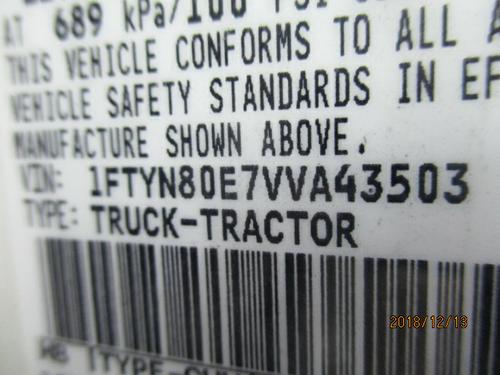 AT 689 kPa/100 PSI
THIS VEHICLE CONFORMS TO ALL A
VEHICLE SAFETY STANDARDS IN EF
MANUFACTURE SHOWN ABOVE.
VIN: 1FTYN80E7VVA43503
TYPE: TRUCK-TRACTOR
2018/12/13